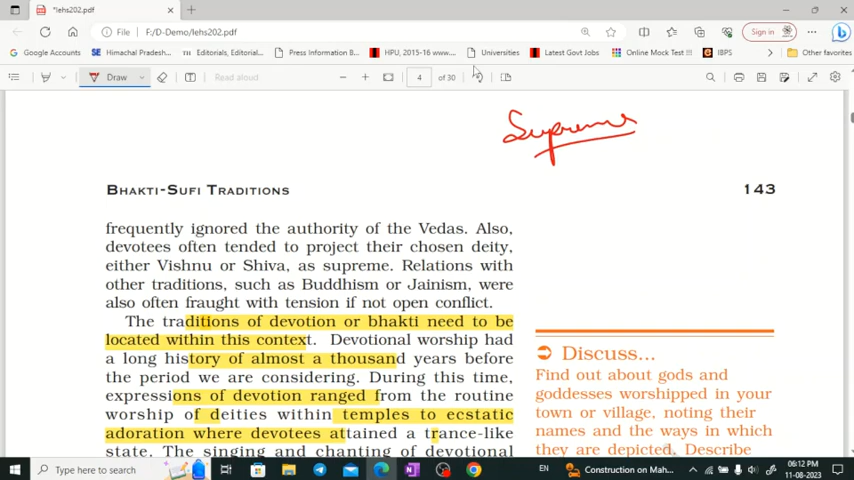 *lehs202.pdf
File
F:/Demo/lehs202.pdf
Sign in
Google Accounts
Himachal Pradesh...
Editorials, Editorial...
Press Information B...
HPU, 2015-16 www....
Universities
Latest Govt Jobs
Online Mock Test !!!
IBPS
Other favorites
Draw
Read aloud
4
of 30
Supreme
BHAKTI-SUFI TRADITIONS
143
frequently ignored the authority of the Vedas. Also,
devotees often tended to project their chosen deity,
either Vishnu or Shiva, as supreme. Relations with
other traditions, such as Buddhism or Jainism, were
also often fraught with tension if not open conflict.
The traditions of devotion or bhakti need to be
located within this context. Devotional worship had
a long history of almost a thousand years before
the period we are considering. During this time,
expressions of devotion ranged from the routine
worship of deities within temples to ecstatic
adoration where devotees attained a trance-like
state. The singing and chanting of devotional
Discuss...
Find out about gods and
goddesses worshipped in your
town or village, noting their
names and the ways in which
they are depicted. Describe
Type here to search
Construction on Mah...
EN
06:12 PM
11-08-2023